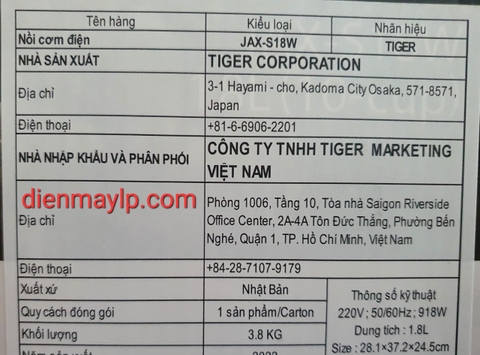 Tên hàng Kiểu loại Nhãn hiệu
Nồi cơm điện JAX-S18W TIGER
NHÀ SẢN XUẤT TIGER CORPORATION
Địa chỉ 3-1 Hayami - cho, Kadoma City Osaka, 571-8571,
Japan
Điện thoại +81-6-6906-2201
NHÀ NHẬP KHẨU VÀ PHÂN PHỐI CÔNG TY TNHH TIGER MARKETING
VIỆT NAM
dienmaylp.com
Địa chỉ Phòng 1006, Tầng 10, Tòa nhà Saigon Riverside
Office Center, 2A-4A Tôn Đức Thắng, Phường Bến
Nghé, Quận 1, TP. Hồ Chí Minh, Việt Nam
Điện thoại +84-28-7107-9179
Xuất xứ Nhật Bản Thông số kỹ thuật
Quy cách đóng gói 1 sản phẩm/Carton 220V; 50/60Hz; 918W
Khối lượng 3.8 KG Dung tích : 1.8L
Năm sản xuất 2022 Size : 28.1×37.2×24.5cm